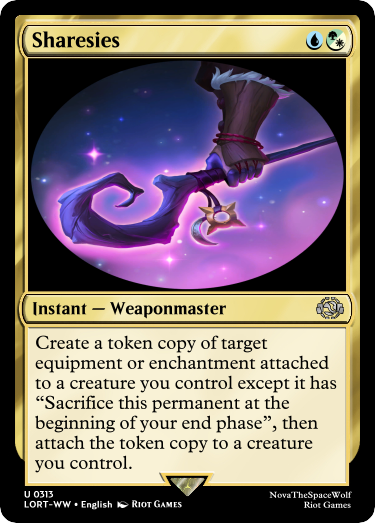 Sharesies
Instant — Weaponmaster
Create a token copy of target
equipment or enchantment attached
to a creature you control except it has
“Sacrifice this permanent at the
beginning of your end phase”, then
attach the token copy to a creature
you control.
U 0313
LORT-WW • English RIOT GAMES
NovaTheSpaceWolf
Riot Games